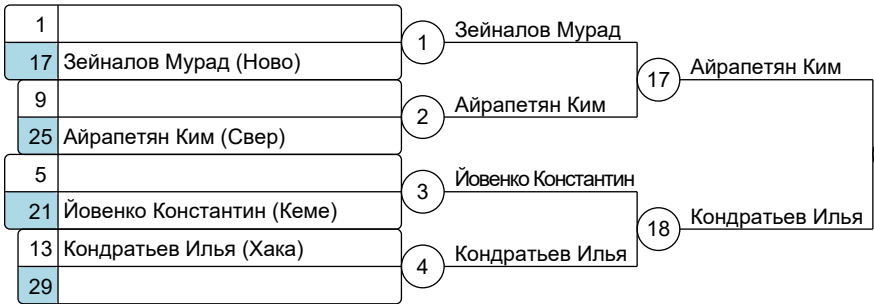 1
17 Зейналов Мурад (Ново)
9
25 Айрапетян Ким (Свер)
5
21 Йовенко Константин (Кеме)
13 Кондратьев Илья (Хака)
29
1 Зейналов Мурад
2 Айрапетян Ким
3 Йовенко Константин
4 Кондратьев Илья
17 Айрапетян Ким
18 Кондратьев Илья